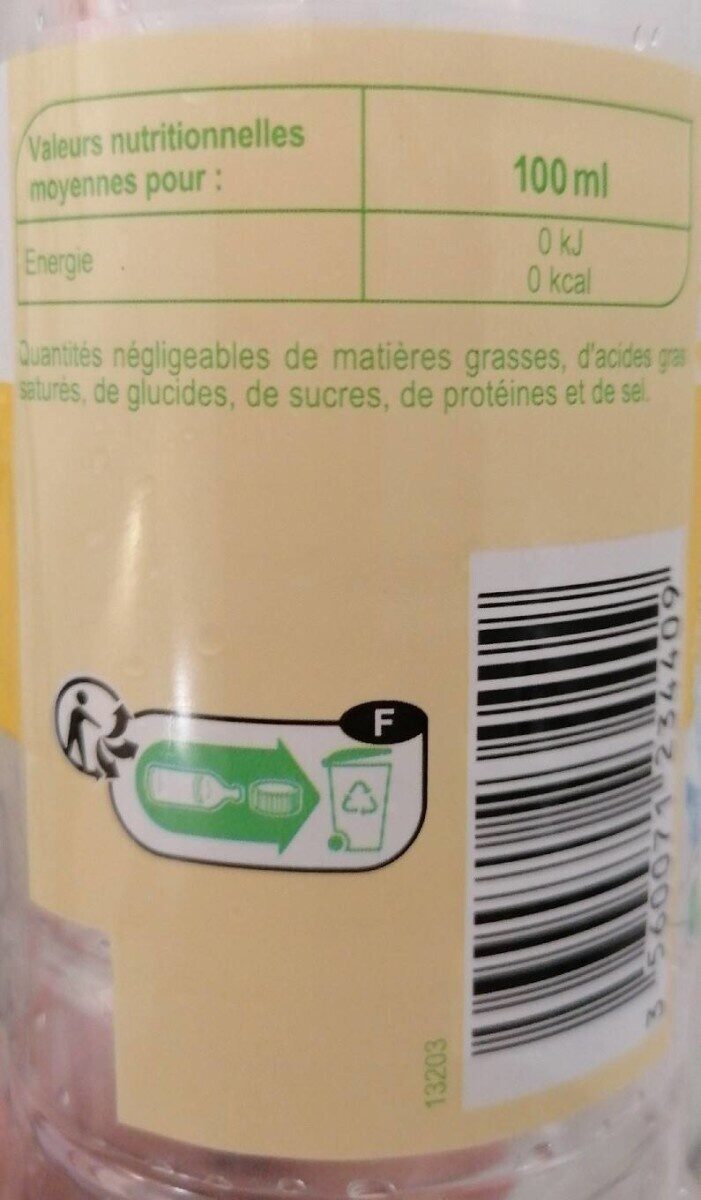 Valeurs nutritionnelles
moyennes pour :
100 ml
Energie
0 kJ
0 kcal
Quantités négligeables de matières grasses, d'acides gras
saturés, de glucides, de sucres, de protéines et de sel.
F
3 560071 234409
13203